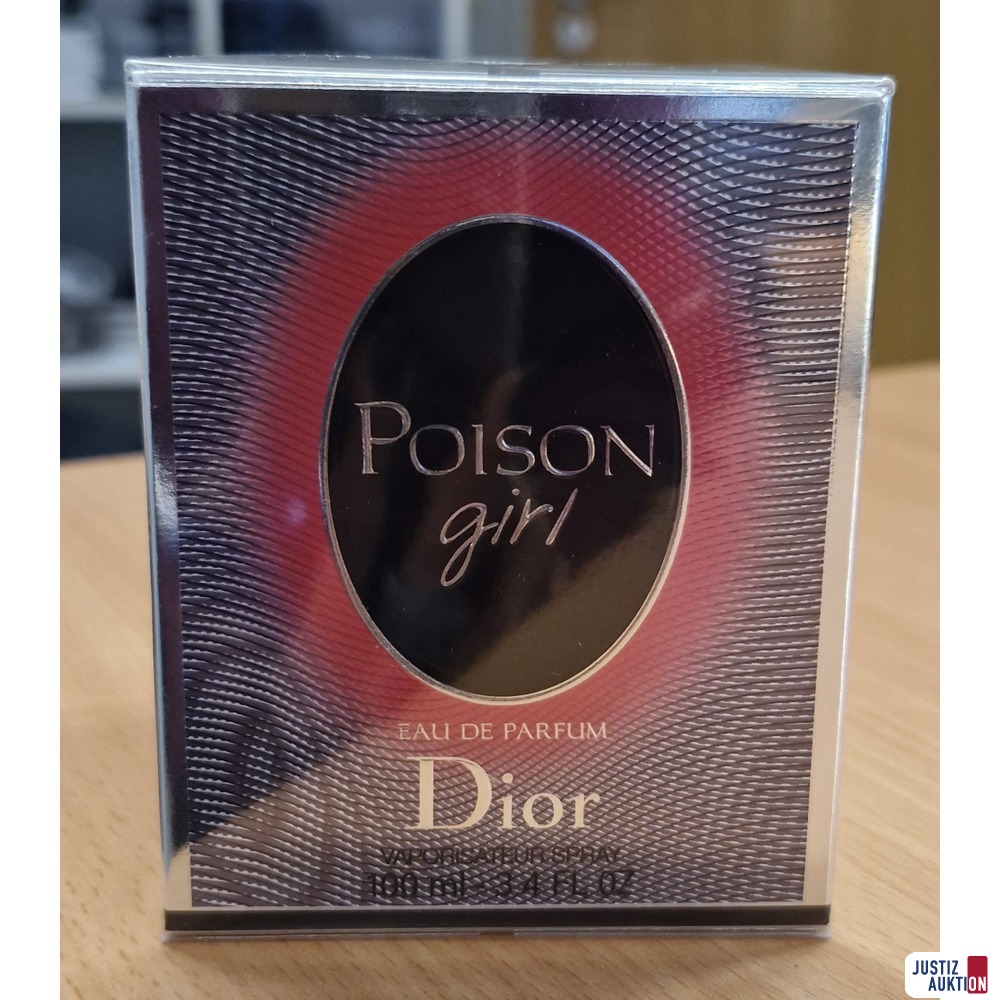 POISON
girl
EAU DE PARFUM
Dior
VAPORISATEUR SPRAY
100 ml - 3.4 FL OZ
JUSTIZ
AUKTION